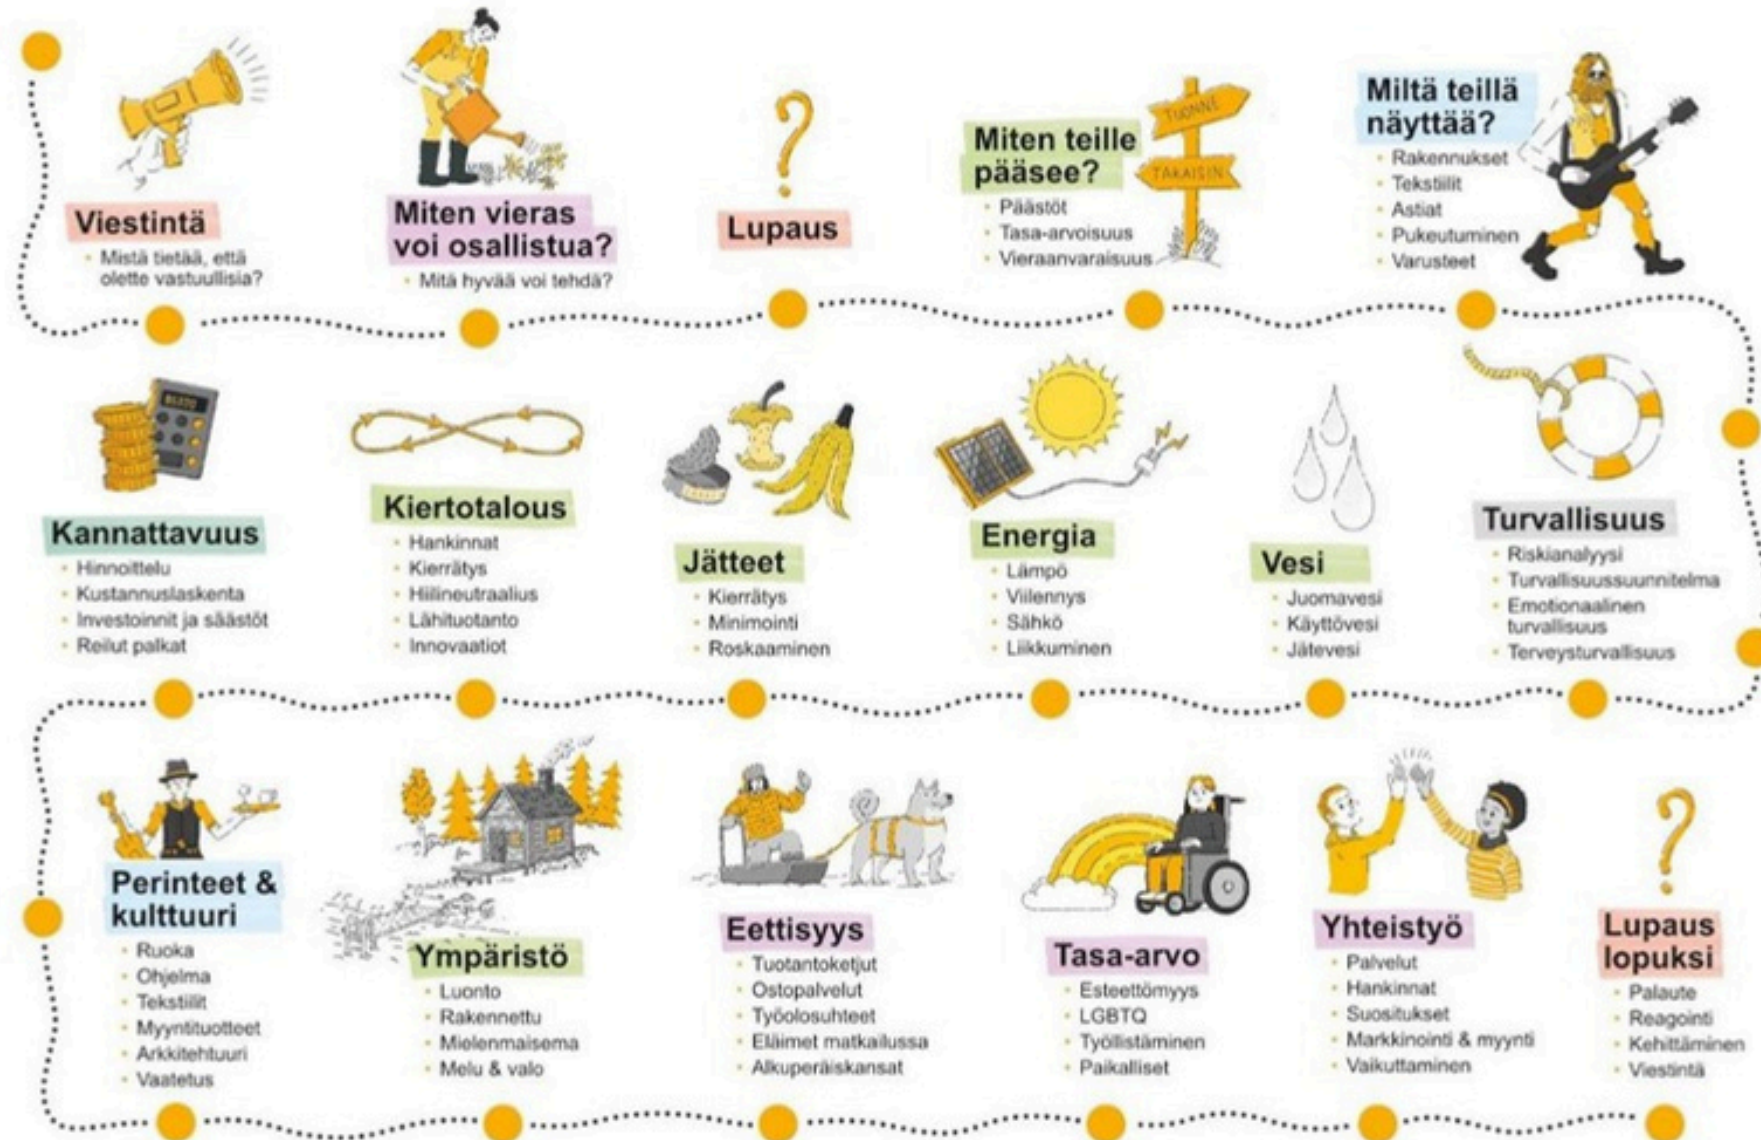 Viestintä
• Mistä tietää, että
olette vastuullisia?
Miten vieras
voi osallistua?
• Mitä hyvää voi tehdä?
Lupaus
Miten teille
pääsee?
• Päästöt
• Tasa-arvoisuus
• Vieraanvaraisuus
TUONNE
TAKAISIN
Miltä teillä
näyttää?
• Rakennukset
• Tekstiilit
• Astiat
• Pukeutuminen
• Varusteet
Kannattavuus
• Hinnoittelu
• Kustannuslaskenta
• Investoinnit ja säästöt
• Reilut palkat
Kiertotalous
• Hankinnat
• Kierrätys
• Hiilineutraalius
• Lähituotanto
• Innovaatiot
Jätteet
• Kierrätys
• Minimointi
• Roskaaminen
Energia
• Lämpö
• Viilennys
• Sähkö
• Liikkuminen
Vesi
• Juomavesi
• Käyttövesi
• Jätevesi
Turvallisuus
• Riskianalyysi
• Turvallisuussuunnitelma
• Emotionaalinen
turvallisuus
• Terveysturvallisuus
Perinteet &
kulttuuri
• Ruoka
• Ohjelma
• Tekstiilit
• Myyntituotteet
• Arkkitehtuuri
• Vaatetus
Ympäristö
• Luonto
• Rakennettu
• Mielenmaisema
• Melu & valo
Eettisyys
• Tuotantoketjut
• Ostopalvelut
• Työolosuhteet
• Eläimet matkailussa
• Alkuperäiskansat
Tasa-arvo
• Esteettömyys
• LGBTQ
• Työllistäminen
• Paikalliset
Yhteistyö
• Palvelut
• Hankinnat
• Suositukset
• Markkinointi & myynti
• Vaikuttaminen
Lupaus
lopuksi
• Palaute
• Reagointi
• Kehittäminen
• Viestintä